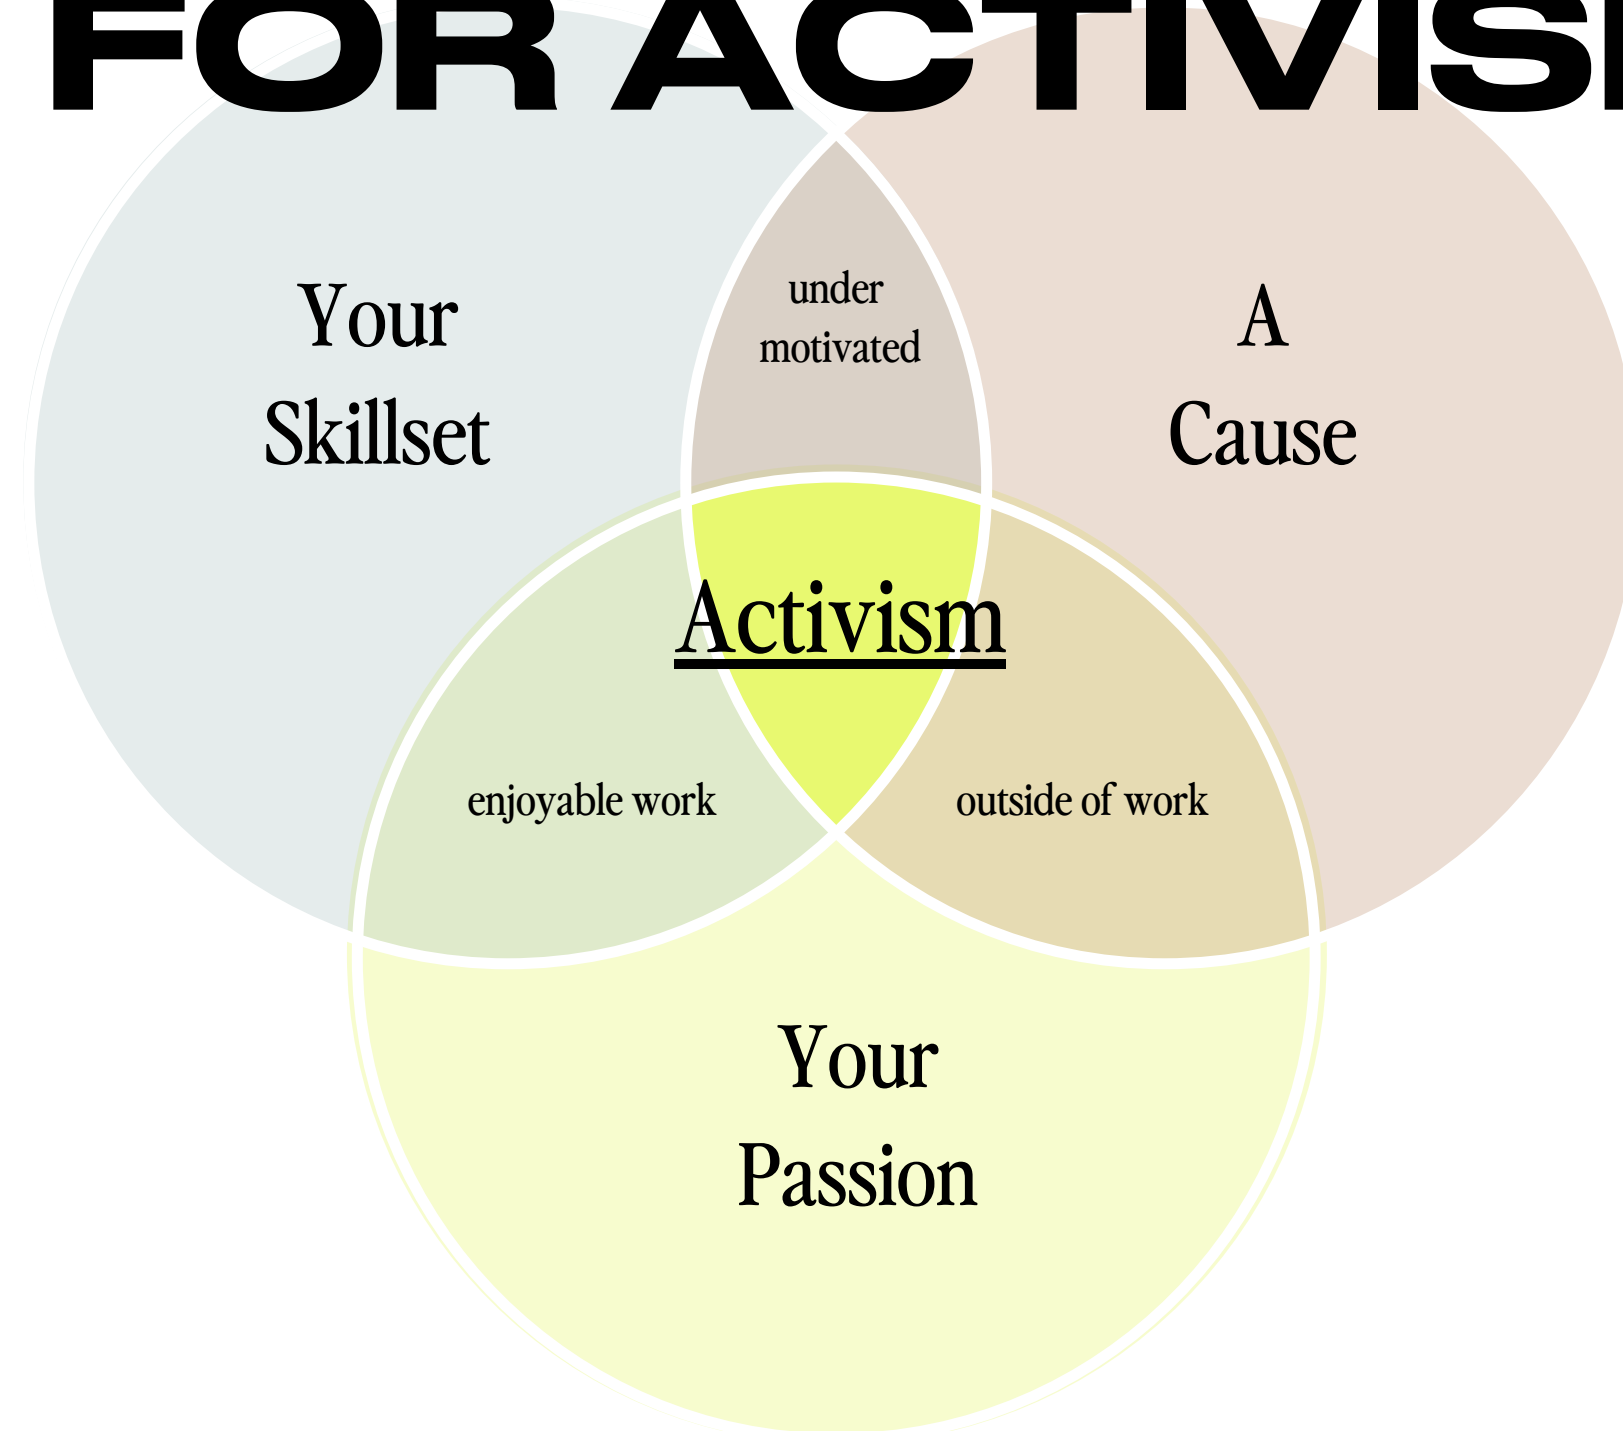 FOR ACTIVIS
under
motivated
Your
Skillset
A
Cause
Activism
enjoyable work
outside of work
Your
Passion